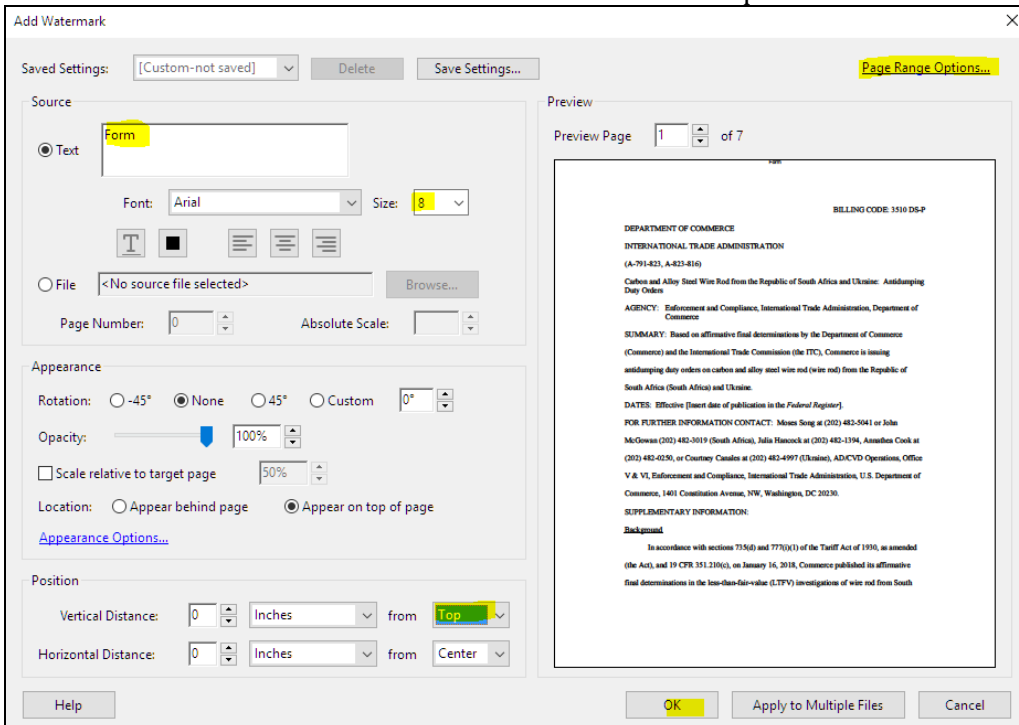 Add Watermark
Saved Settings: [Custom-not saved] Delete Save Settings... Page Range Options...
Source
Text Form
Font: Arial Size: 8
T
File <No source file selected> Browse...
Page Number: 0 Absolute Scale:
Appearance
Rotation: -45° None 45° Custom 0°
Opacity: 100%
Scale relative to target page 50%
Location: Appear behind page Appear on top of page
Appearance Options...
Position
Vertical Distance: 0 Inches from Top
Horizontal Distance: 0 Inches from Center
Preview
Preview Page 1 of 7
Form
BILLING CODE: 3510 DS-P
DEPARTMENT OF COMMERCE
INTERNATIONAL TRADE ADMINISTRATION
(A-791-823, A-823-816)
Carbon and Alloy Steel Wire Rod from the Republic of South Africa and Ukraine: Antidumping
Duty Orders
AGENCY: Enforcement and Compliance, International Trade Administration, Department of
Commerce
SUMMARY: Based on affirmative final determinations by the Department of Commerce
(Commerce) and the International Trade Commission (the ITC), Commerce is issuing
antidumping duty orders on carbon and alloy steel wire rod (wire rod) from the Republic of
South Africa (South Africa) and Ukraine.
DATES: Effective [Insert date of publication in the Federal Register].
FOR FURTHER INFORMATION CONTACT: Moses Song at (202) 482-5041 or John
McGowan (202) 482-3019 (South Africa), Julia Hancock at (202) 482-1394, Annathea Cook at
(202) 482-0250, or Courtney Canales at (202) 482-4997 (Ukraine), AD/CVD Operations, Office
V & VI, Enforcement and Compliance, International Trade Administration, U.S. Department of
Commerce, 1401 Constitution Avenue, NW, Washington, DC 20230.
SUPPLEMENTARY INFORMATION:
Background
In accordance with sections 735(d) and 777(i)(1) of the Tariff Act of 1930, as amended
(the Act), and 19 CFR 351.210(c), on January 16, 2018, Commerce published its affirmative
final determinations in the less-than-fair-value (LTFV) investigations of wire rod from South
Help OK Apply to Multiple Files Cancel